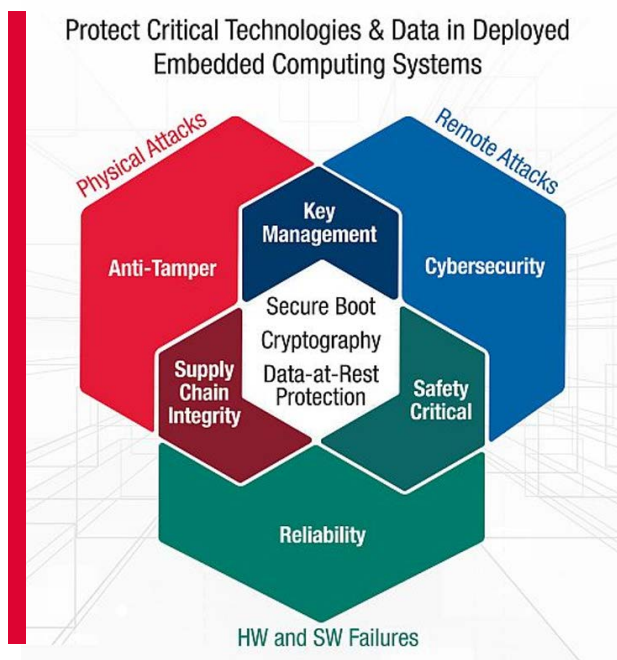 Protect Critical Technologies & Data in Deployed
Embedded Computing Systems
Physical Attacks
Remote Attacks
Key
Management
Anti-Tamper
Cybersecurity
Secure Boot
Cryptography
Data-at-Rest
Protection
Supply
Chain
Integrity
Safety
Critical
Reliability
HW and SW Failures